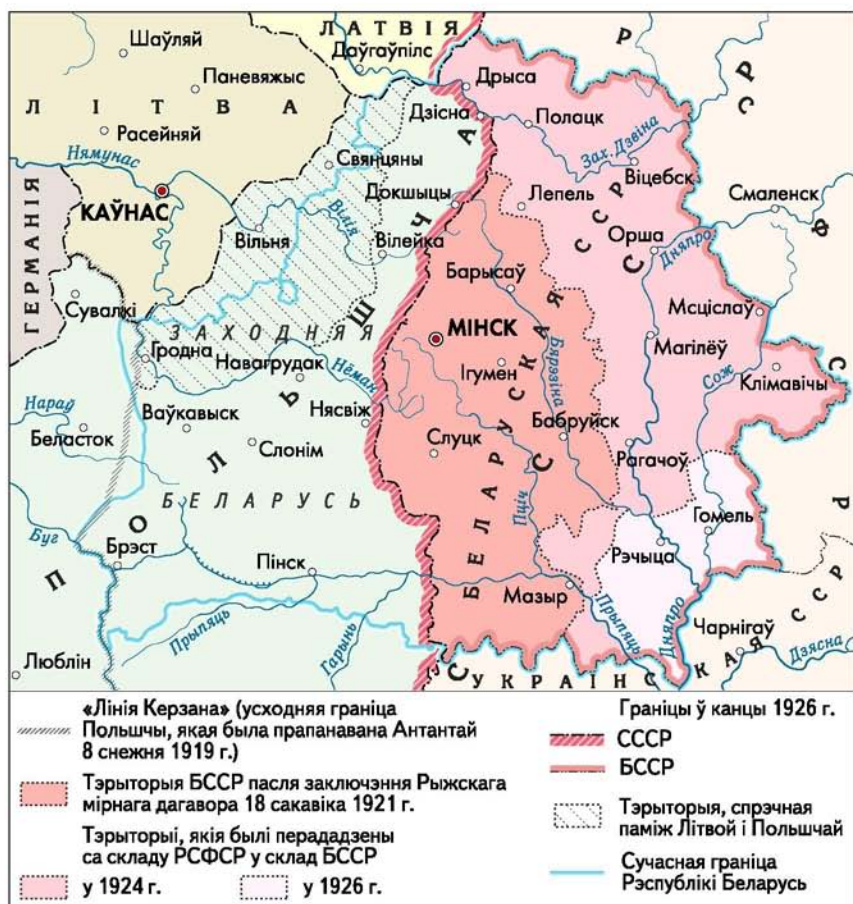 ЛАТВІЯ
Шаўляй
Даўгаўпілс
Паневяжыс
Дрыса
ЛІТВА
Дзісна
Полацк
Расейняй
Зах. Дзвіна
Нямунас
Свянцяны
Віцебск
Докшыцы
Лепель
Смаленск
КАЎНАС
Вільня
Вілія
Вілейка
Орша
Дняпро
ГЕРМАНІЯ
Барысаў
Сувалкі
Мсціслаў
ЗАХОДНЯЯ
МІНСК
Магілёў
Гродна
Навагрудак
Нёман
Ігумен
Бярэзіна
Сож
Клімавічы
Нараў
Ваўкавыск
Нясвіж
Бабруйск
Беласток
Слонім
Слуцк
Рагачоў
БЕЛАРУСЬ
Пціч
Гомель
Буг
Брэст
Рэчыца
Пінск
Мазыр
Прыпяць
Дняпро
Прыпяць
Гарынь
Чарнігаў
Дзясна
Люблін
ПОЛЬШЧА
БЕЛАРУСКАЯ ССР
РСФСР
СССР
УКРАІНСКАЯ ССР
«Лінія Керзана» (усходняя граніца
Польшчы, якая была прапанавана Антантай
8 снежня 1919 г.)
Тэрыторыя БССР пасля заключэння Рыжскага
мірнага дагавора 18 сакавіка 1921 г.
Тэрыторыі, якія былі перададзены
са складу РСФСР у склад БССР
у 1924 г.
у 1926 г.
Граніцы ў канцы 1926 г.
СССР
БССР
Тэрыторыя, спрэчная
паміж Літвой і Польшчай
Сучасная граніца
Рэспублікі Беларусь